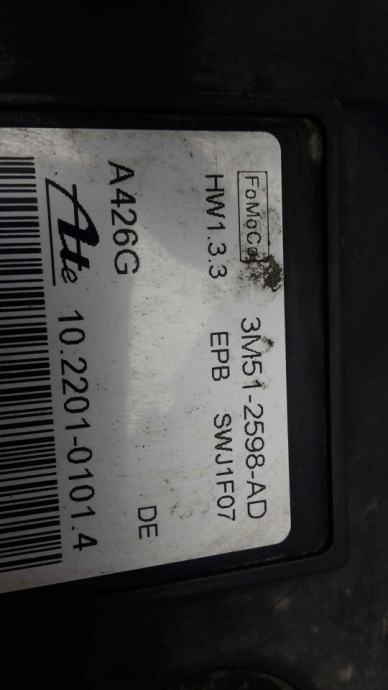 FoMoCo 3M51-2598-AD
HW1.3.3 EPB SWJ1F07
A426G DE
Ate 10.2201-0101.4